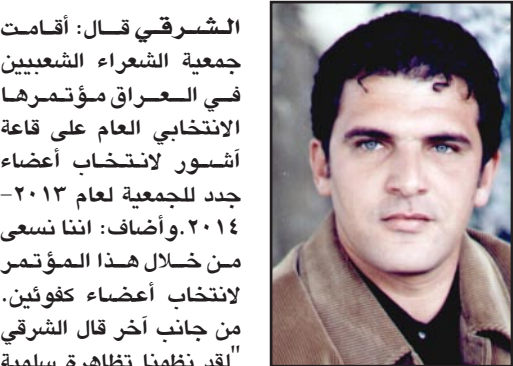 الشرقي قال: أقامت
جمعية الشعراء الشعبيين
في العراق مؤتمرها
الانتخابي العام على قاعة
آشور لانتخاب أعضاء
جدد للجمعية لعام ٢٠١٣-
٢٠١٤.وأضاف: اننا نسعى
من خلال هذا المؤتمر
لانتخاب أعضاء كفوئين.
من جانب آخر قال الشرقي
"لقد نظمنا تظاهرة سلمية